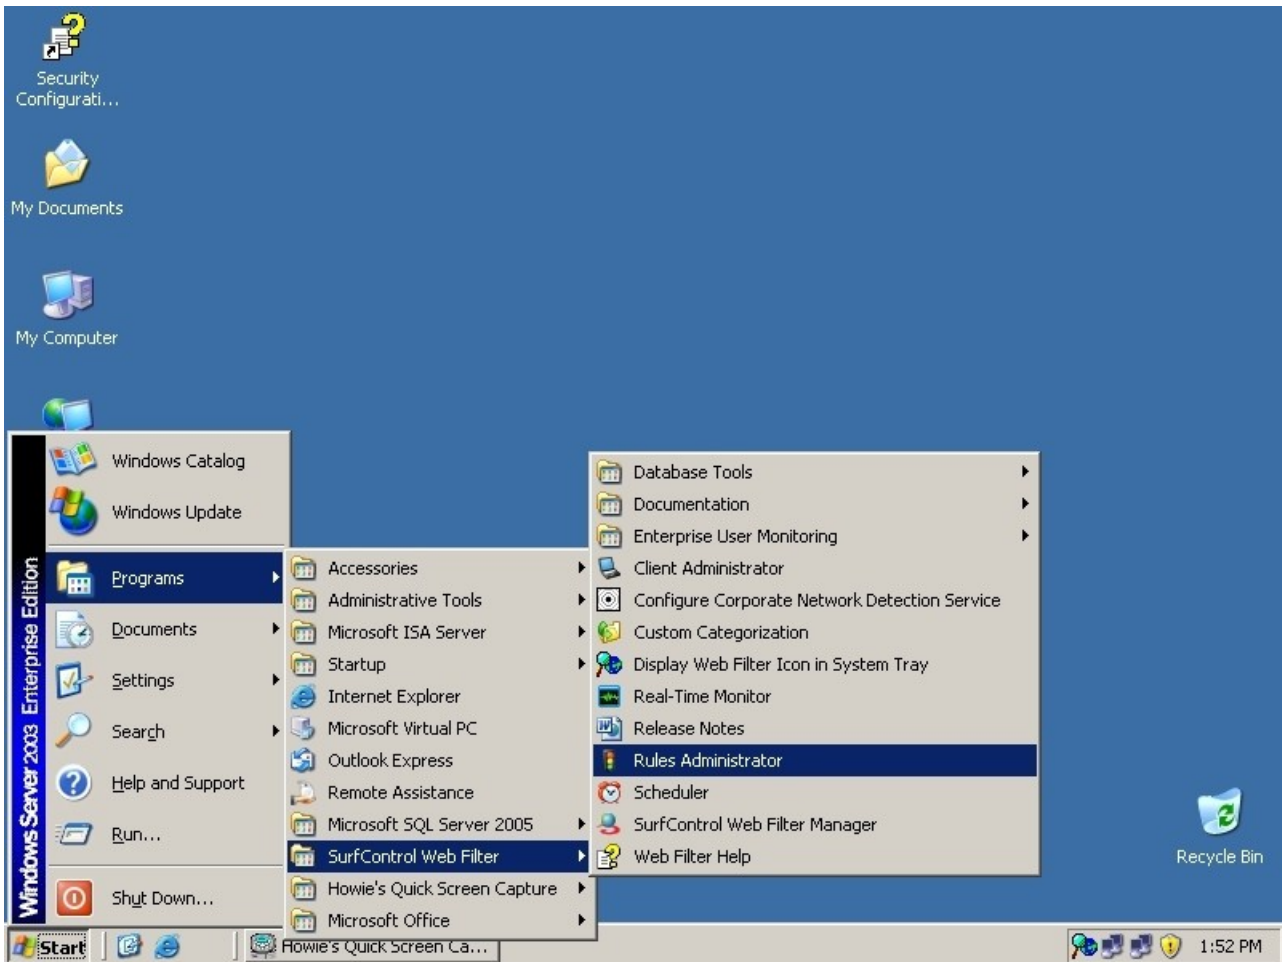 Security
Configurati...
My Documents
My Computer
Windows Server 2003 Enterprise Edition
Windows Catalog
Windows Update
Programs
Documents
Settings
Search
Help and Support
Run...
Shut Down...
Accessories
Administrative Tools
Microsoft ISA Server
Startup
Internet Explorer
Microsoft Virtual PC
Outlook Express
Remote Assistance
Microsoft SQL Server 2005
SurfControl Web Filter
Howie's Quick Screen Capture
Microsoft Office
Database Tools
Documentation
Enterprise User Monitoring
Client Administrator
Configure Corporate Network Detection Service
Custom Categorization
Display Web Filter Icon in System Tray
Real-Time Monitor
Release Notes
Rules Administrator
Scheduler
SurfControl Web Filter Manager
Web Filter Help
Recycle Bin
Start
Howie's Quick Screen Ca...
1:52 PM